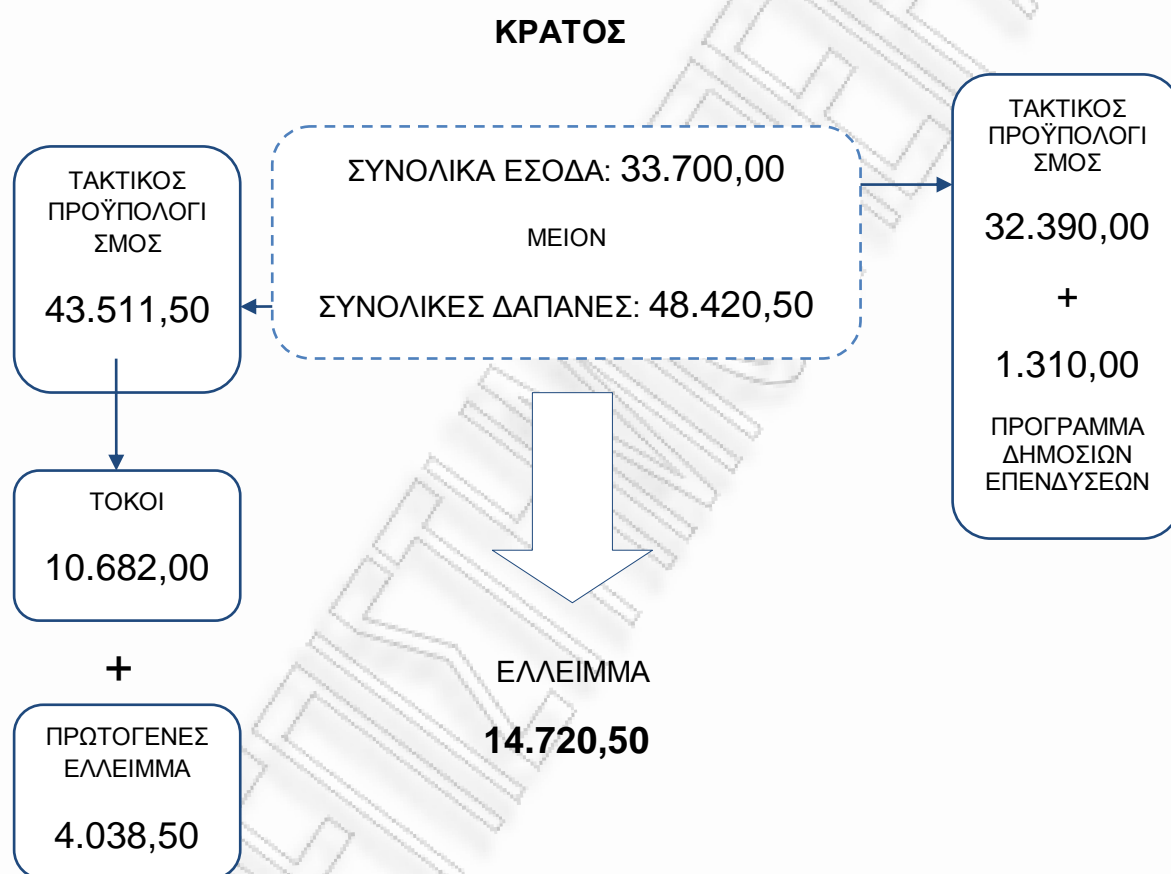 ΚΡΑΤΟΣ
ΣΥΝΟΛΙΚΑ ΕΣΟΔΑ: 33.700,00
ΜΕΙΟΝ
ΣΥΝΟΛΙΚΕΣ ΔΑΠΑΝΕΣ: 48.420,50
ΤΑΚΤΙΚΟΣ
ΠΡΟΫΠΟΛΟΓΙ
ΣΜΟΣ
43.511,50
ΤΑΚΤΙΚΟΣ
ΠΡΟΫΠΟΛΟΓΙ
ΣΜΟΣ
32.390,00
+
1.310,00
ΠΡΟΓΡΑΜΜΑ
ΔΗΜΟΣΙΩΝ
ΕΠΕΝΔΥΣΕΩΝ
ΤΟΚΟΙ
10.682,00
+
ΠΡΩΤΟΓΕΝΕΣ
ΕΛΛΕΙΜΜΑ
4.038,50
ΕΛΛΕΙΜΜΑ
14.720,50